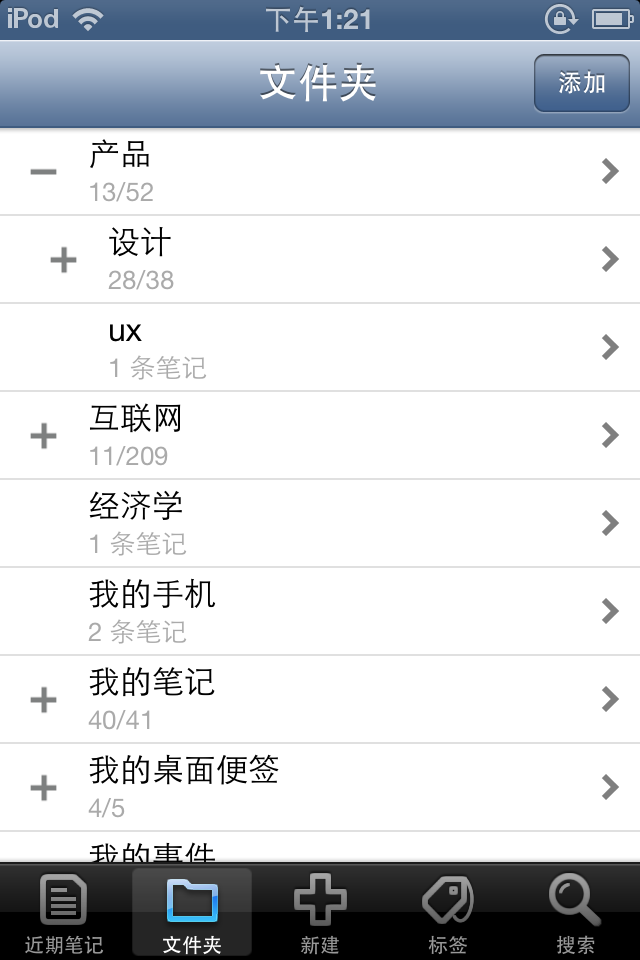 iPod 下午1:21
文件夹
添加
产品
13/52
设计
28/38
ux
1 条笔记
互联网
11/209
经济学
1 条笔记
我的手机
2 条笔记
我的笔记
40/41
我的桌面便签
4/5
我的事件
近期笔记 文件夹 新建 标签 搜索